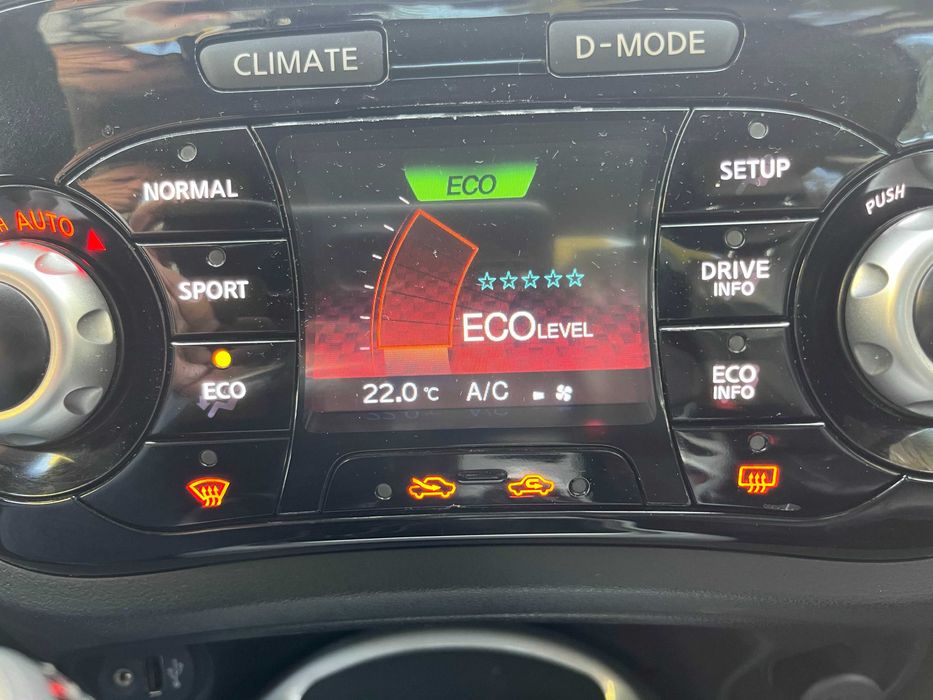 CLIMATE
D-MODE
NORMAL
SETUP
PUSH
AUTO
ECO
SPORT
DRIVE
INFO
ECO LEVEL
ECO
ECO
INFO
22.0 °C A/C